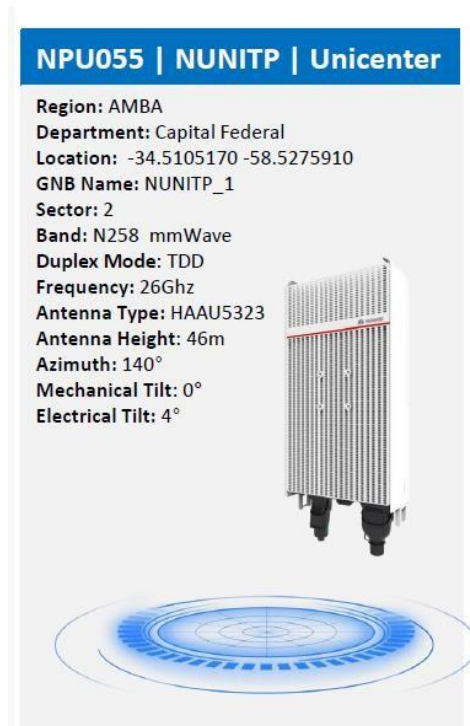 NPU055 | NUNITP | Unicenter
Region: AMBA
Department: Capital Federal
Location: -34.5105170 -58.5275910
GNB Name: NUNITP_1
Sector: 2
Band: N258 mmWave
Duplex Mode: TDD
Frequency: 26Ghz
Antenna Type: HAAU5323
Antenna Height: 46m
Azimuth: 140°
Mechanical Tilt: 0°
Electrical Tilt: 4°